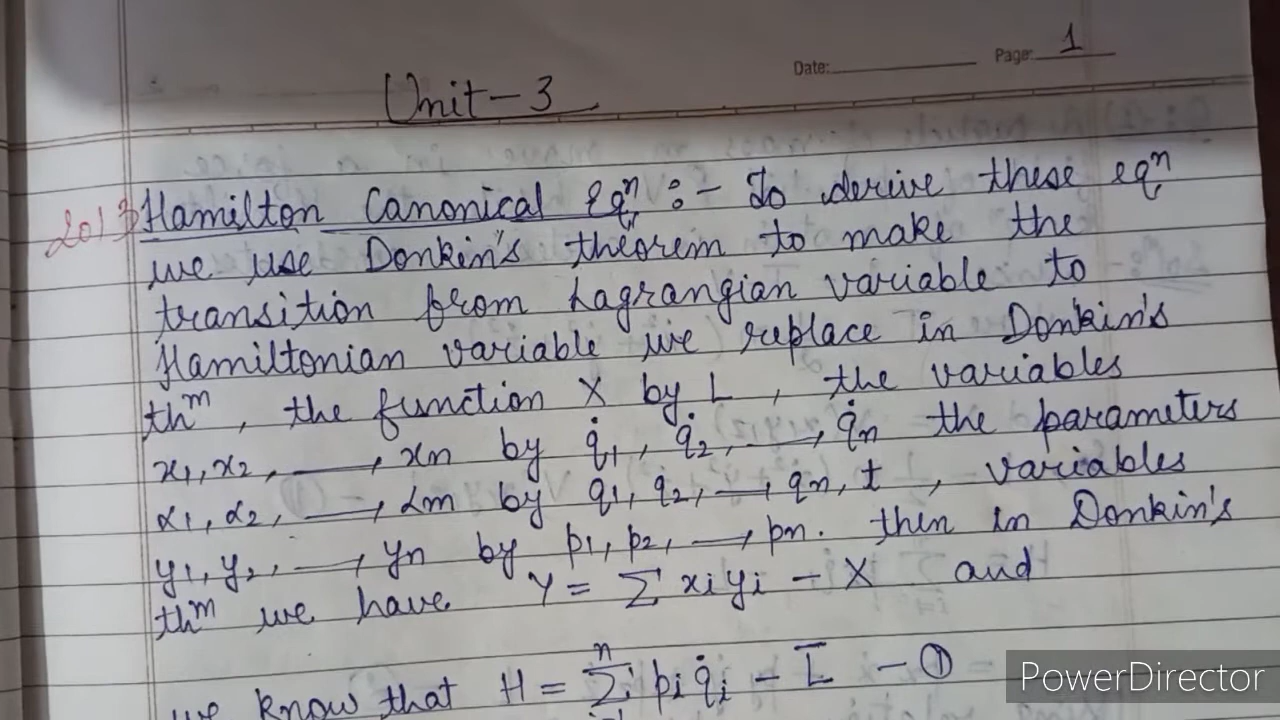 Date: Page: 1
Unit-3
2013 Hamilton Canonical Eqⁿ :- To derive these eqⁿ
we use Donkin's theorem to make the
transition from Lagrangian variable to
Hamiltonian variable we replace in Donkin's
thᵐ, the function X by L, the variables
x₁, x₂, ——, xn by q̇₁, q̇₂, ——, q̇n the parameters
α₁, α₂, ——, αm by q₁, q₂, ——, qn, t, variables
y₁, y₂, ——, yn by p₁, p₂, ——, pn. then in Donkin's
thᵐ we have Y = Σ xᵢyᵢ - X and
we know that H = Σⁿᵢ pᵢ q̇ᵢ - L̅ - ①
PowerDirector